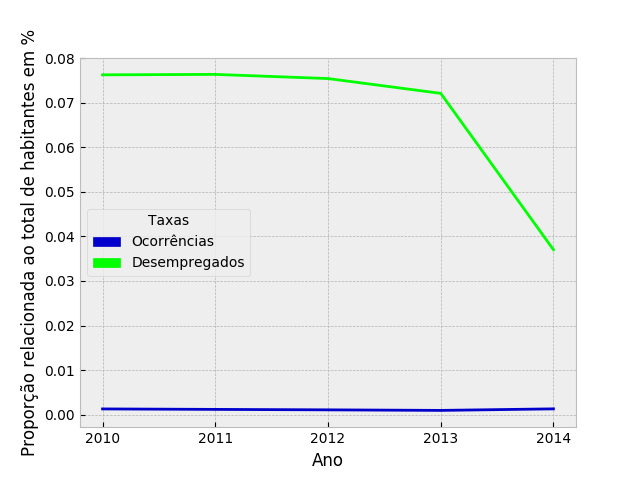 Proporção relacionada ao total de habitantes em %
0.08
0.07
0.06
0.05
0.04
0.03
0.02
0.01
0.00
Taxas
Ocorrências
Desempregados
2010 2011 2012 2013 2014
Ano